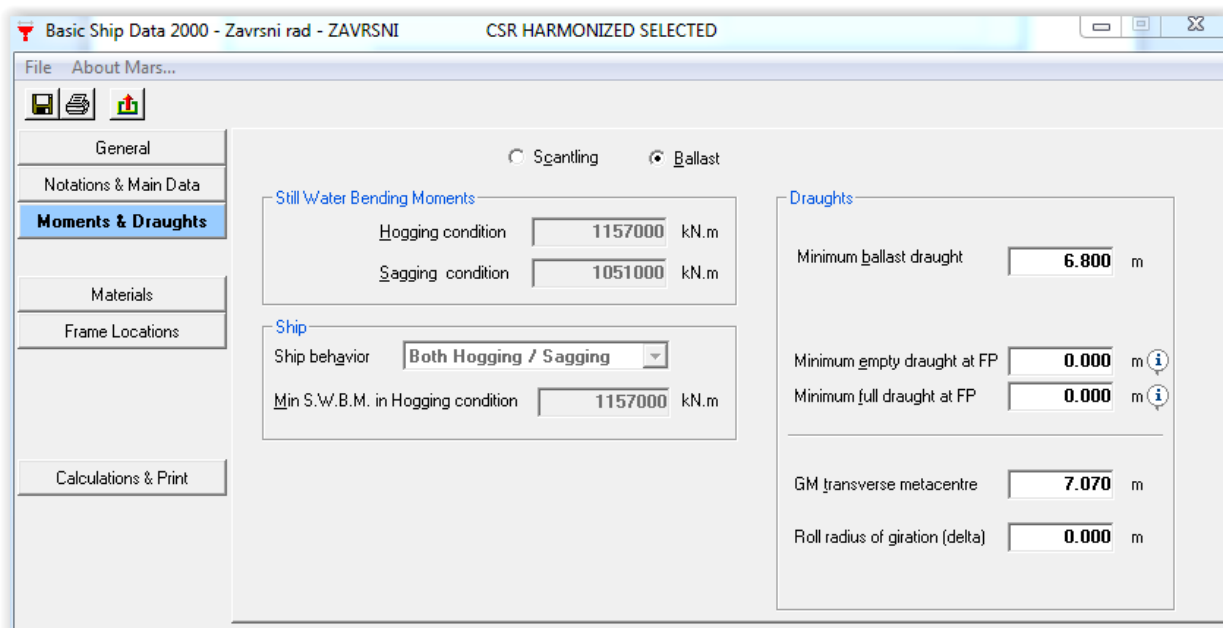 Basic Ship Data 2000 - Zavrsni rad - ZAVRSNI CSR HARMONIZED SELECTED
File About Mars...
General
Notations & Main Data
Moments & Draughts
Materials
Frame Locations
Calculations & Print
Scantling Ballast
Still Water Bending Moments
Hogging condition 1157000 kN.m
Sagging condition 1051000 kN.m
Ship
Ship behavior Both Hogging / Sagging
Min S.W.B.M. in Hogging condition 1157000 kN.m
Draughts
Minimum ballast draught 6.800 m
Minimum empty draught at FP 0.000 m i
Minimum full draught at FP 0.000 m i
GM transverse metacentre 7.070 m
Roll radius of giration (delta) 0.000 m